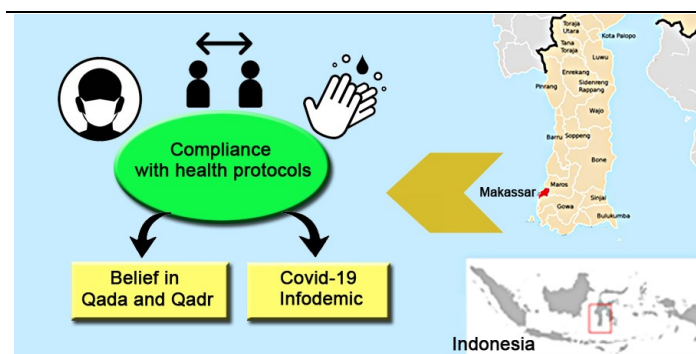 Compliance
with health protocols
Belief in
Qada and Qadr
Covid-19
Infodemic
Toraja
Utara
Kota Palopo
Tana
Toraja
Luwu
Enrekang
Pinrang
Sidenreng
Rappang
Wajo
Barru
Soppeng
Bone
Maros
Makassar
Sinjai
Gowa
Bulukumba
Indonesia